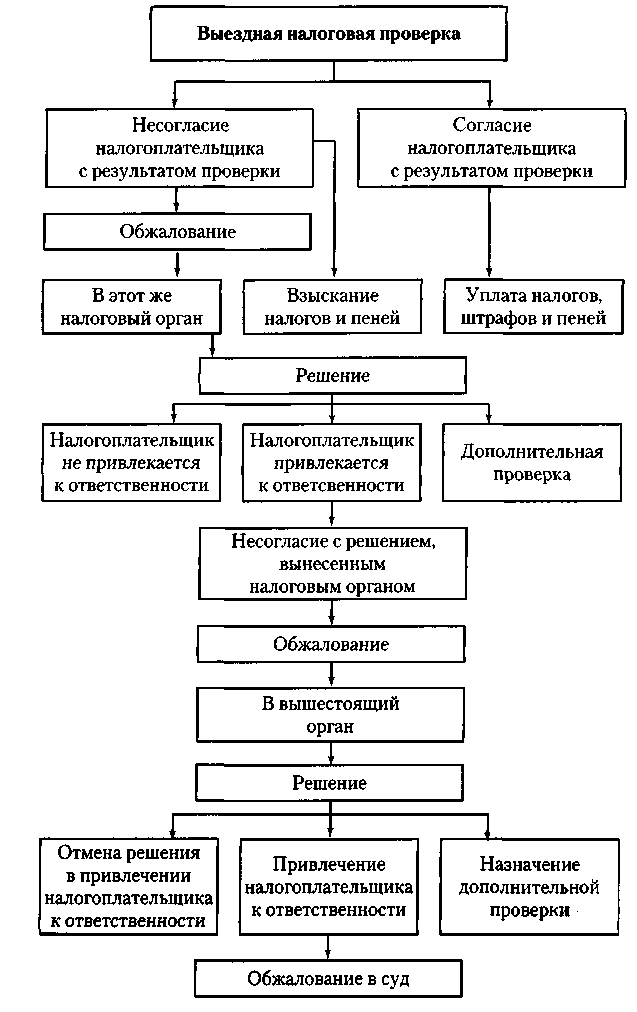 Выездная налоговая проверка
Несогласие
налогоплательщика
с результатом проверки
Согласие
налогоплательщика
с результатом проверки
Обжалование
В этот же
налоговый орган
Взыскание
налогов и пеней
Уплата налогов,
штрафов и пеней
Решение
Налогоплательщик
не привлекается
к ответственности
Налогоплательщик
привлекается
к ответсвенности
Дополнительная
проверка
Несогласие с решением,
вынесенным
налоговым органом
Обжалование
В вышестоящий
орган
Решение
Отмена решения
в привлечении
налогоплательщика
к ответственности
Привлечение
налогоплательщика
к ответственности
Назначение
дополнительной
проверки
Обжалование в суд